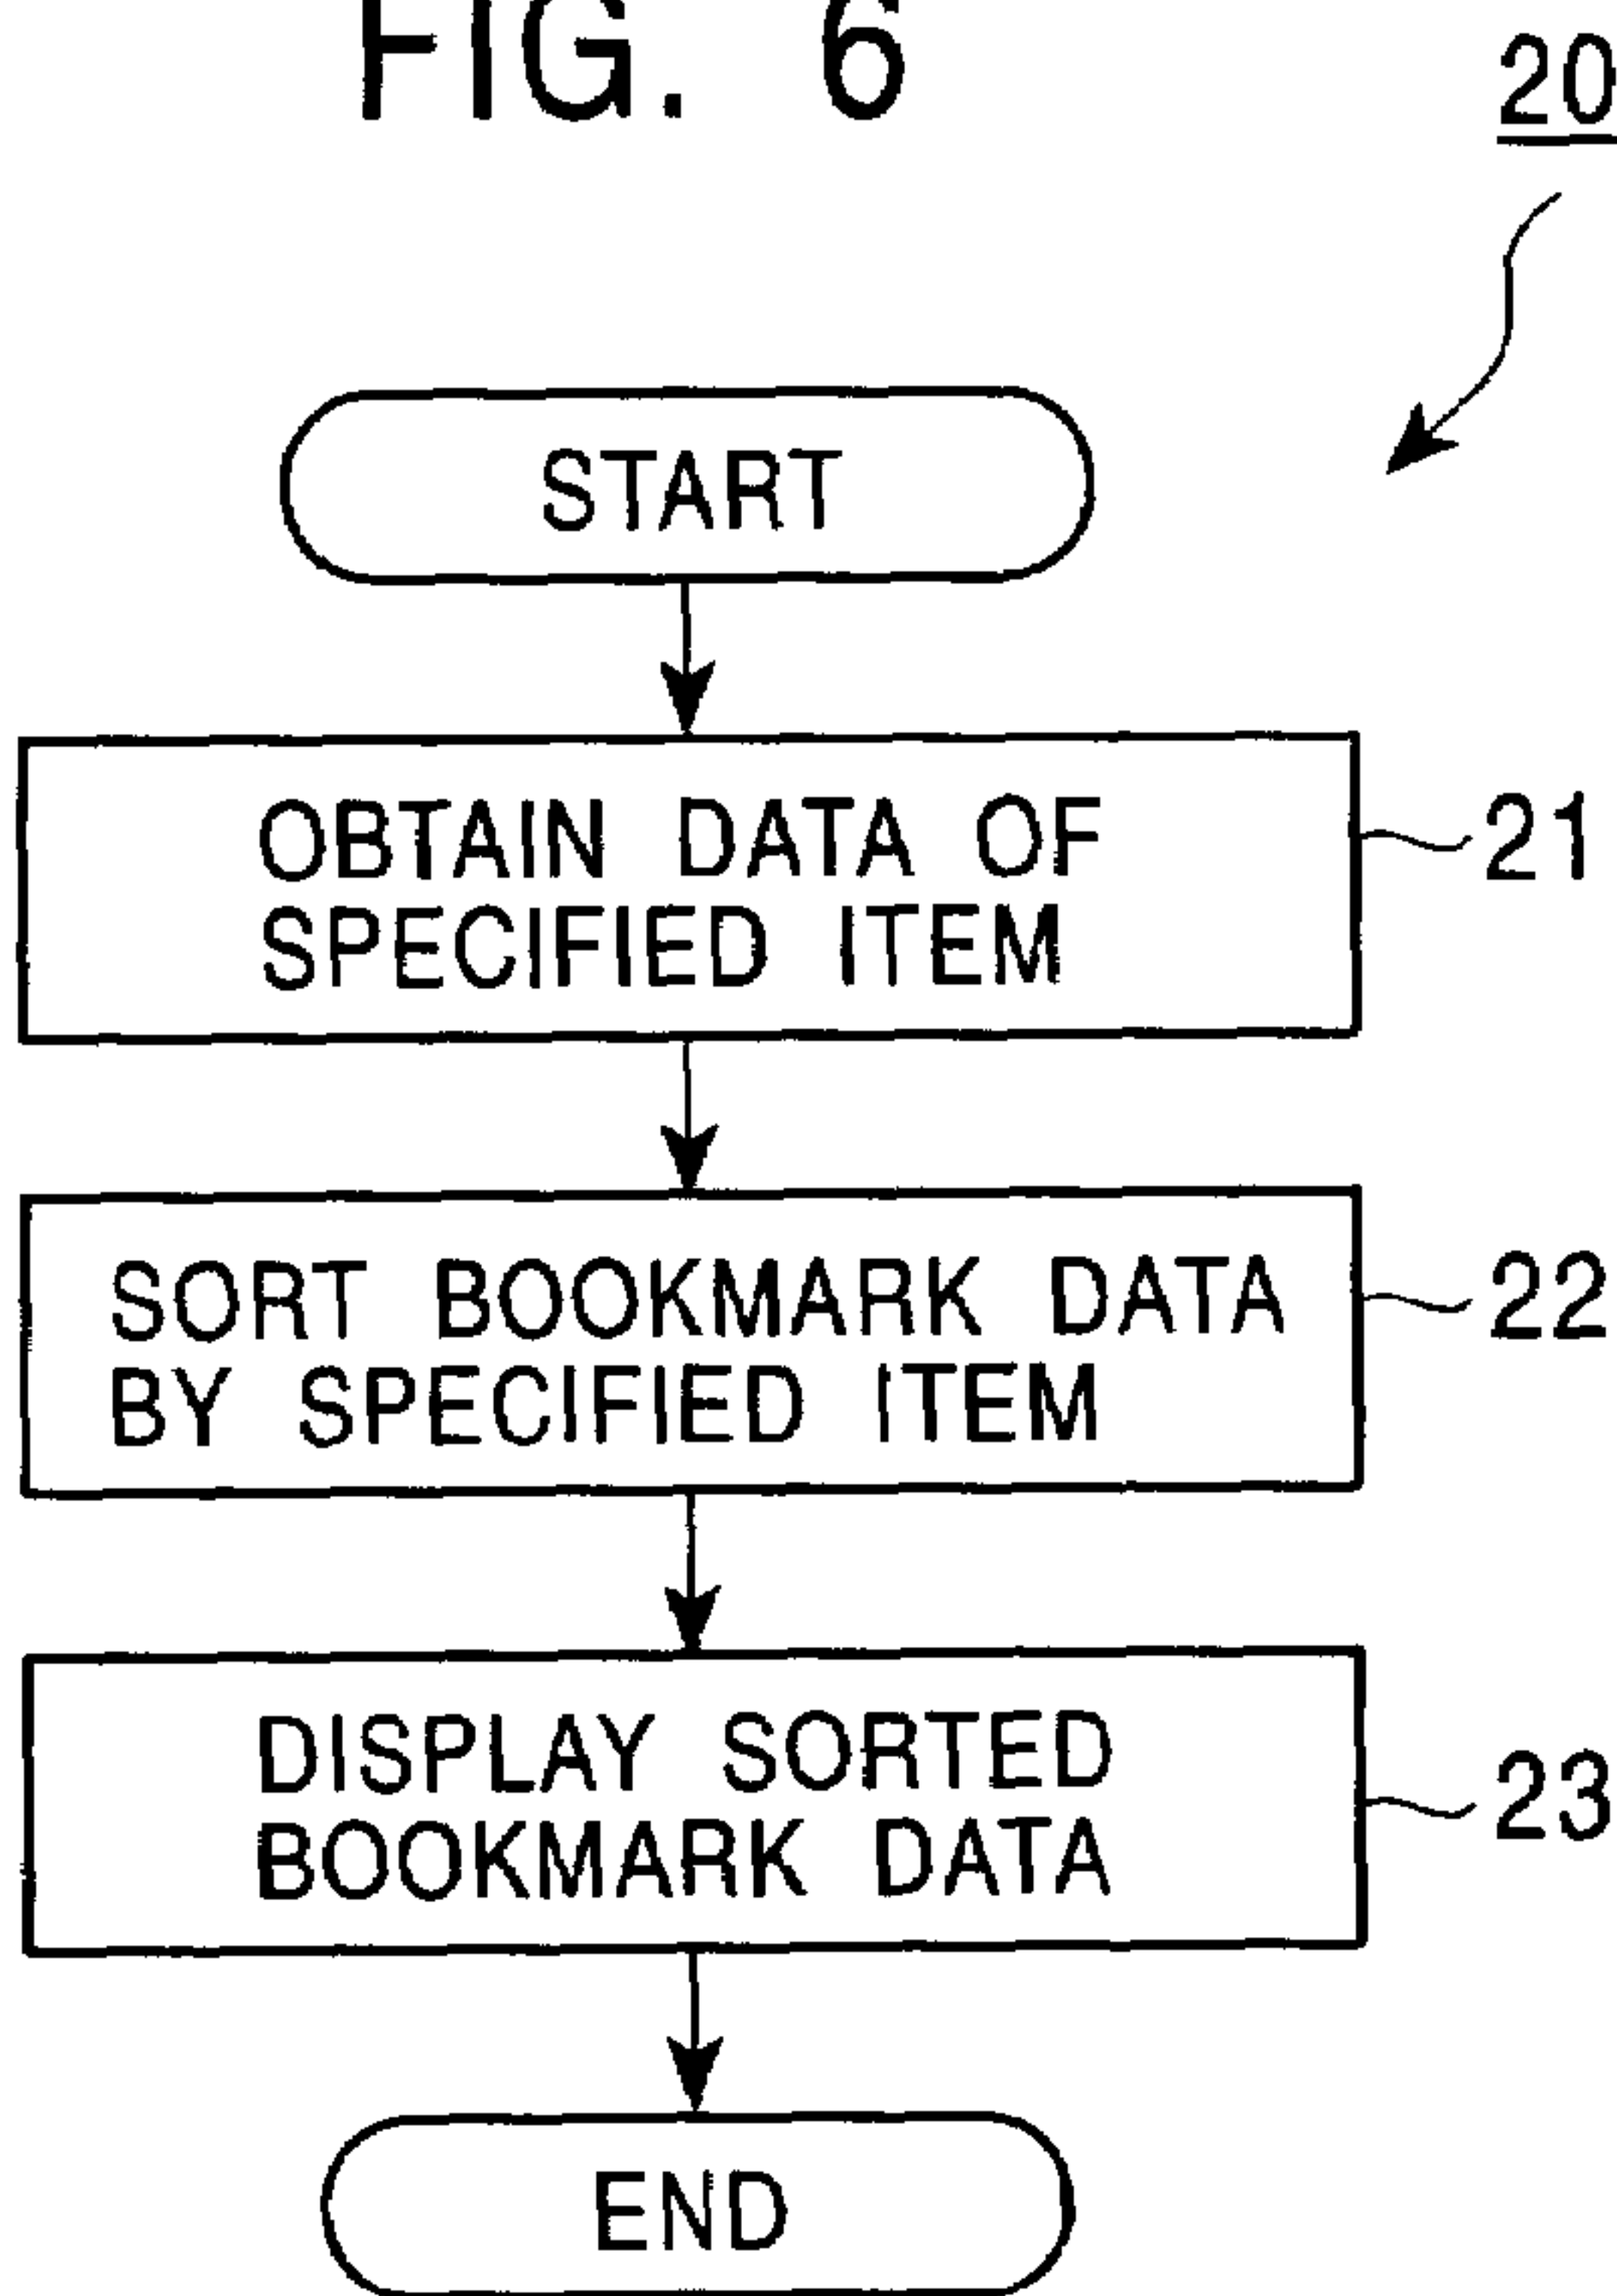 FIG. 6
20
START
OBTAIN DATA OF
SPECIFIED ITEM
21
SORT BOOKMARK DATA
BY SPECIFIED ITEM
22
DISPLAY SORTED
BOOKMARK DATA
23
END